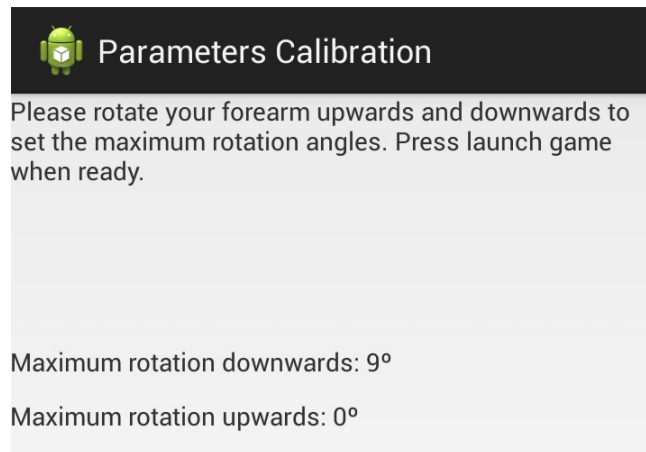 Parameters Calibration
Please rotate your forearm upwards and downwards to
set the maximum rotation angles. Press launch game
when ready.
Maximum rotation downwards: 9º
Maximum rotation upwards: 0º